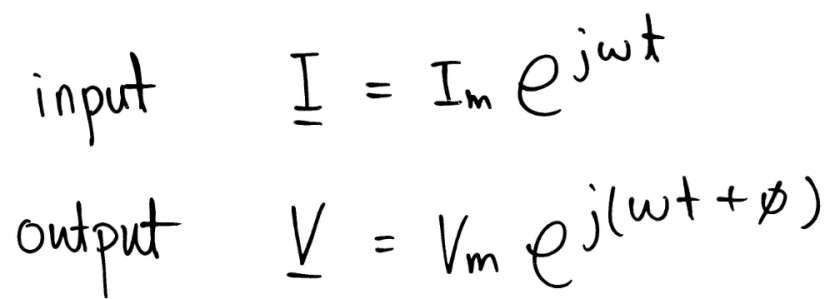 input I = Im e^jωt
output V = Vm e^j(ωt + φ)